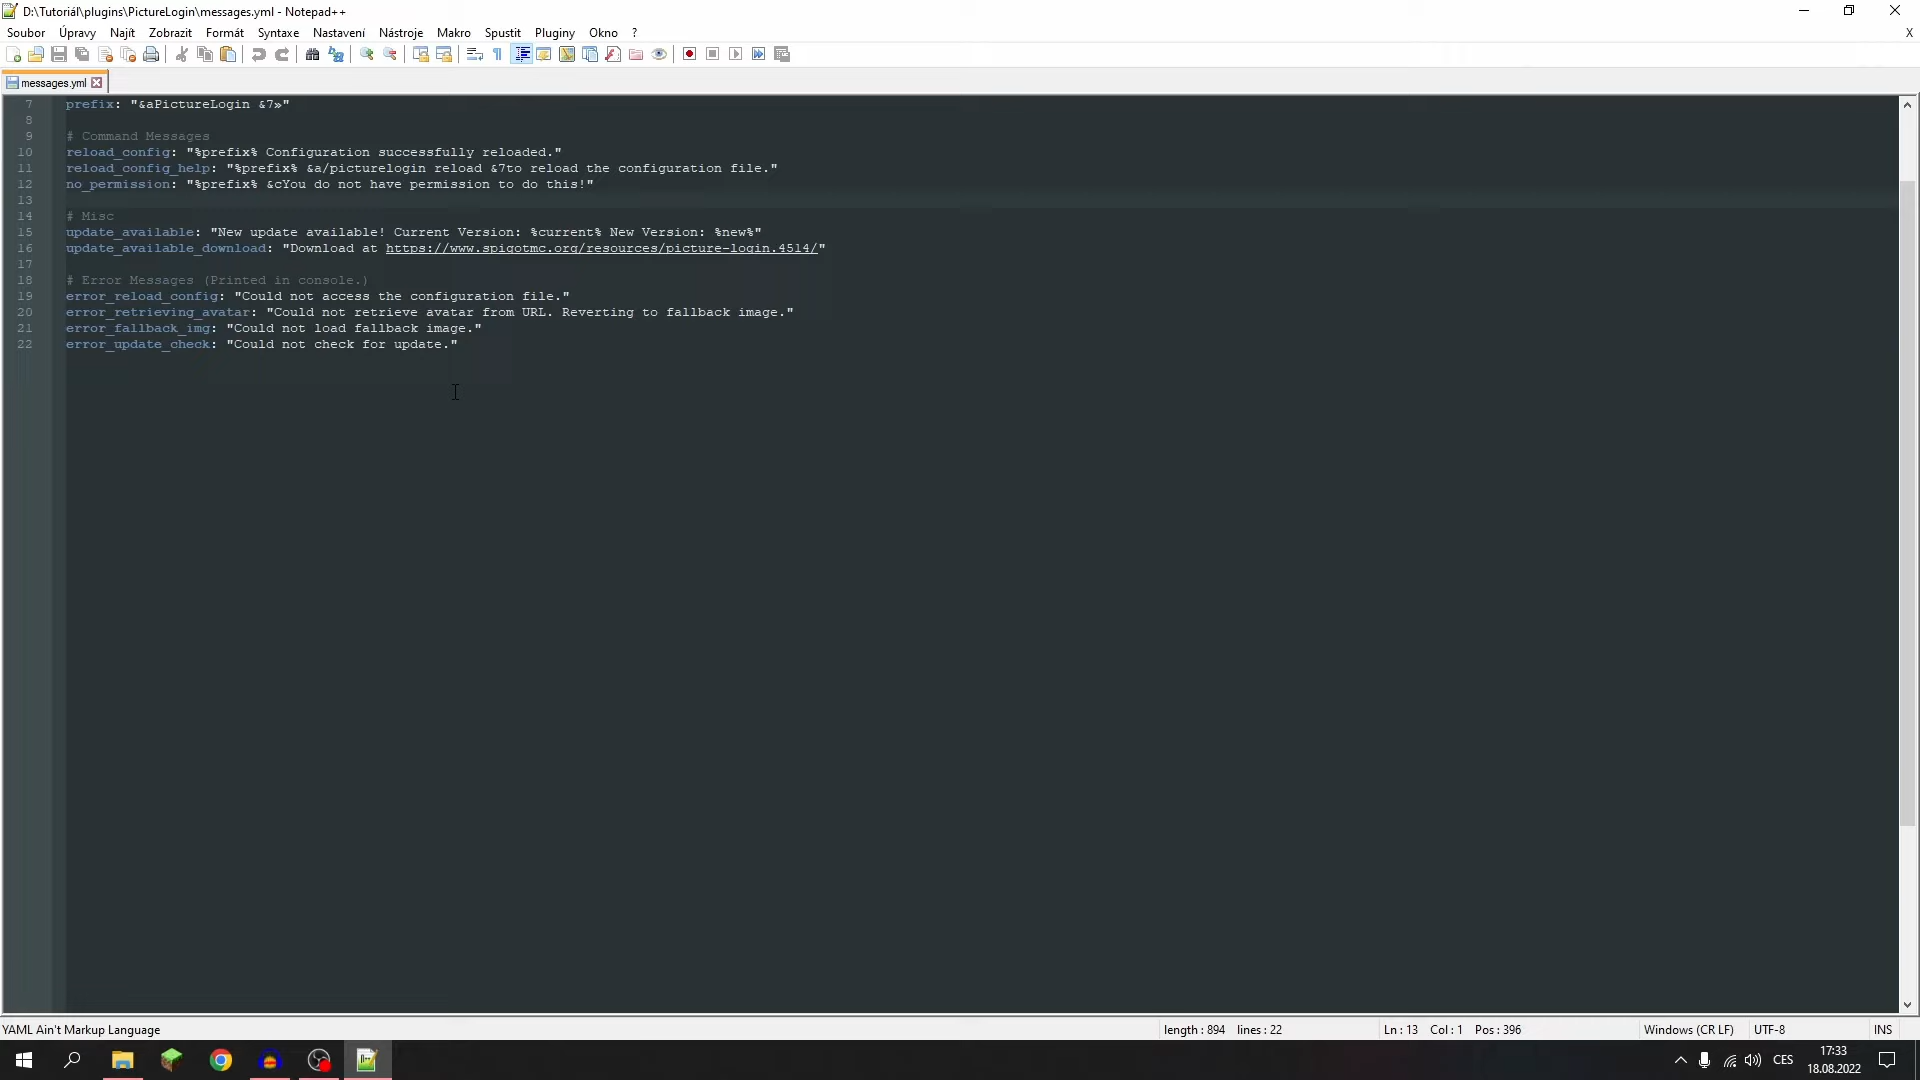 D:\Tutoriál\plugins\PictureLogin\messages.yml - Notepad++
Soubor Úpravy Najít Zobrazit Formát Syntaxe Nastavení Nástroje Makro Spustit Pluginy Okno ? X
messages.yml
7 prefix: "&aPictureLogin &7»"
8
9 # Command Messages
10 reload_config: "%prefix% Configuration successfully reloaded."
11 reload_config_help: "%prefix% &a/picturelogin reload &7to reload the configuration file."
12 no_permission: "%prefix% &cYou do not have permission to do this!"
13
14 # Misc
15 update_available: "New update available! Current Version: %current% New Version: %new%"
16 update_available_download: "Download at https://www.spigotmc.org/resources/picture-login.4514/"
17
18 # Error Messages (Printed in console.)
19 error_reload_config: "Could not access the configuration file."
20 error_retrieving_avatar: "Could not retrieve avatar from URL. Reverting to fallback image."
21 error_fallback_img: "Could not load fallback image."
22 error_update_check: "Could not check for update."
YAML Ain't Markup Language length : 894 lines : 22 Ln : 13 Col : 1 Pos : 396 Windows (CR LF) UTF-8 INS
CES
17:33
18.08.2022